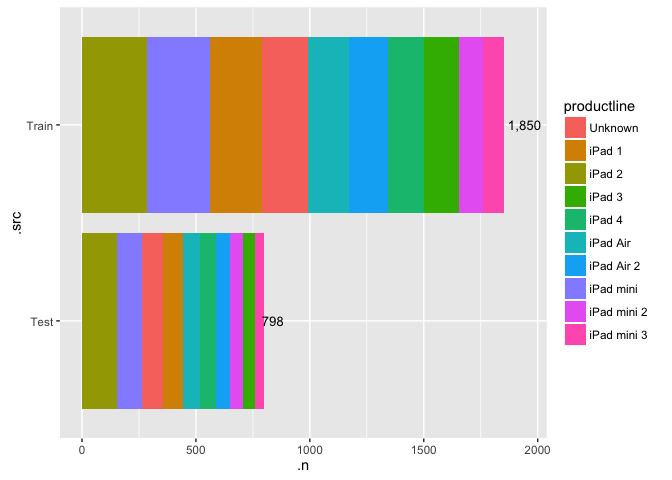 Train
1,850
Test
798
.src
0
500
1000
1500
2000
.n
productline
Unknown
iPad 1
iPad 2
iPad 3
iPad 4
iPad Air
iPad Air 2
iPad mini
iPad mini 2
iPad mini 3